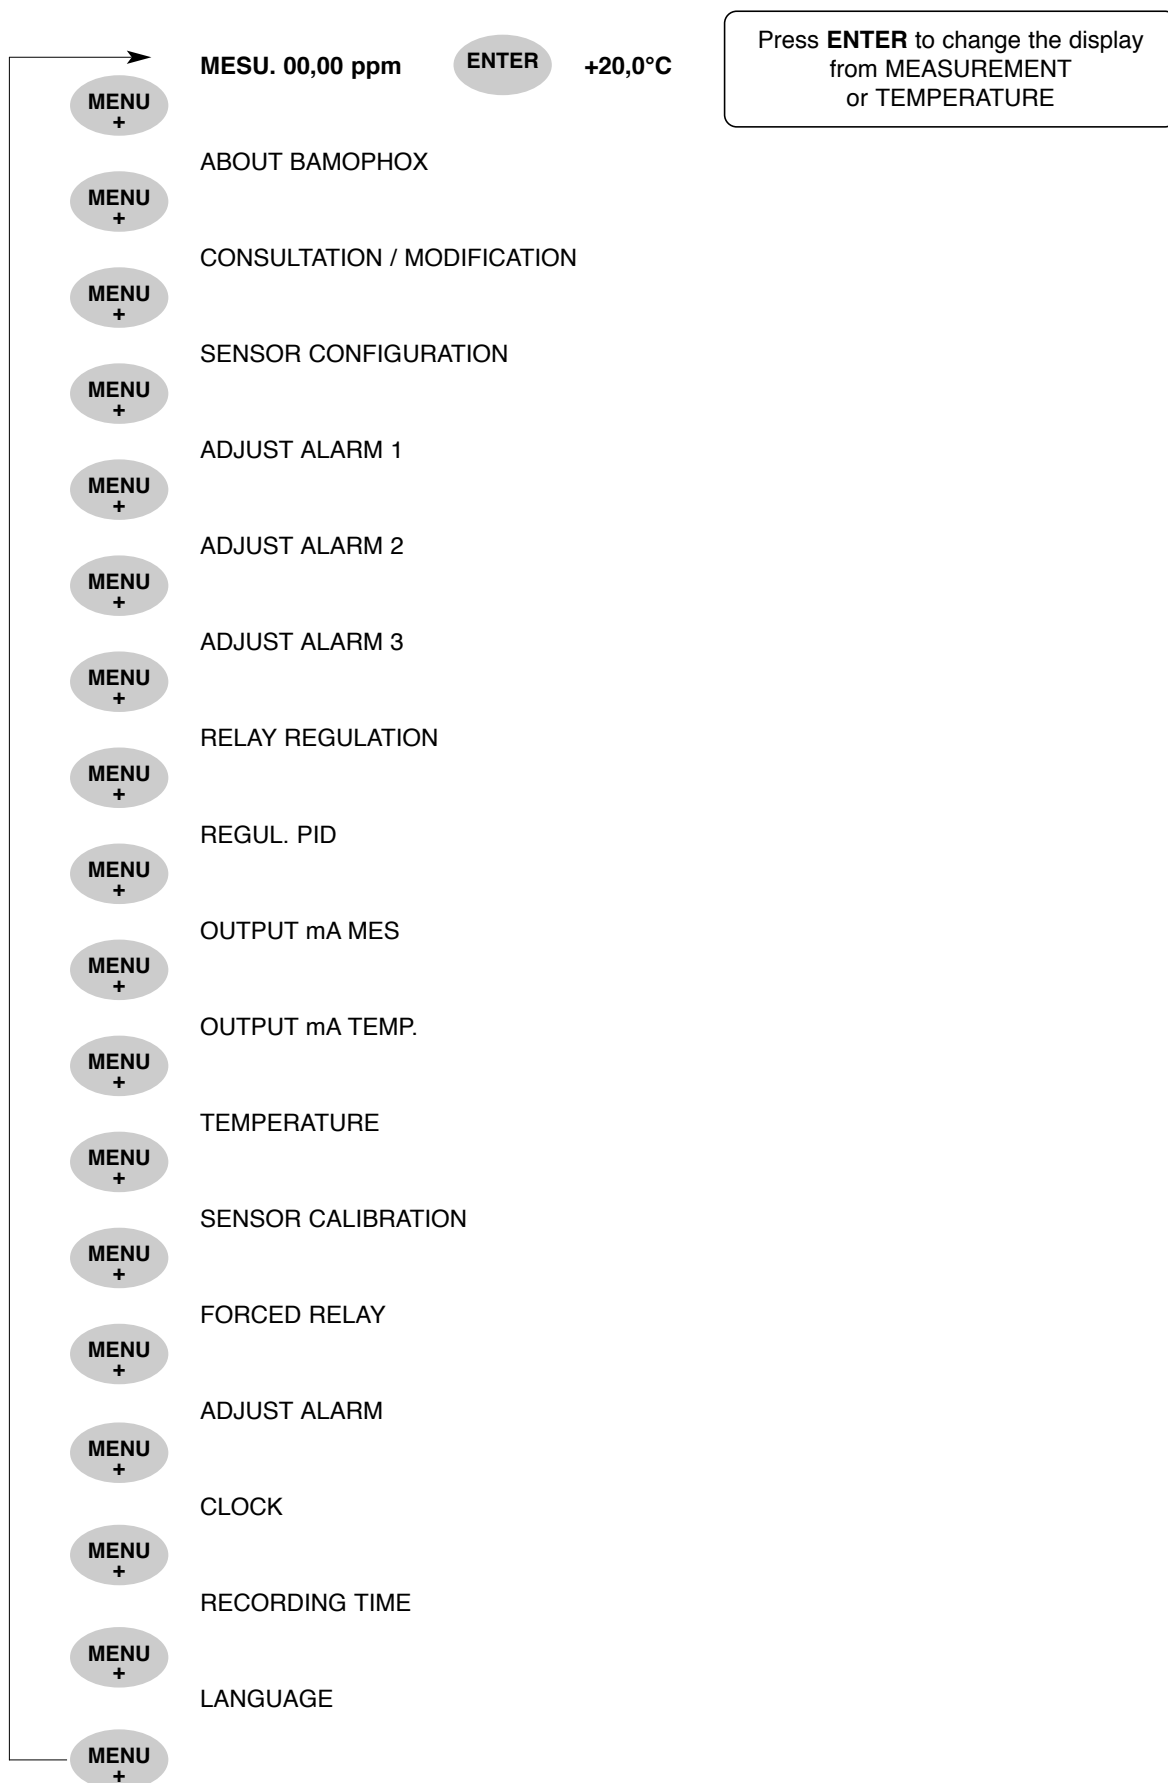 MESU. 00,00 ppm ENTER +20,0°C
Press ENTER to change the display
from MEASUREMENT
or TEMPERATURE
MENU
+
ABOUT BAMOPHOX
MENU
+
CONSULTATION / MODIFICATION
MENU
+
SENSOR CONFIGURATION
MENU
+
ADJUST ALARM 1
MENU
+
ADJUST ALARM 2
MENU
+
ADJUST ALARM 3
MENU
+
RELAY REGULATION
MENU
+
REGUL. PID
MENU
+
OUTPUT mA MES
MENU
+
OUTPUT mA TEMP.
MENU
+
TEMPERATURE
MENU
+
SENSOR CALIBRATION
MENU
+
FORCED RELAY
MENU
+
ADJUST ALARM
MENU
+
CLOCK
MENU
+
RECORDING TIME
MENU
+
LANGUAGE
MENU
+